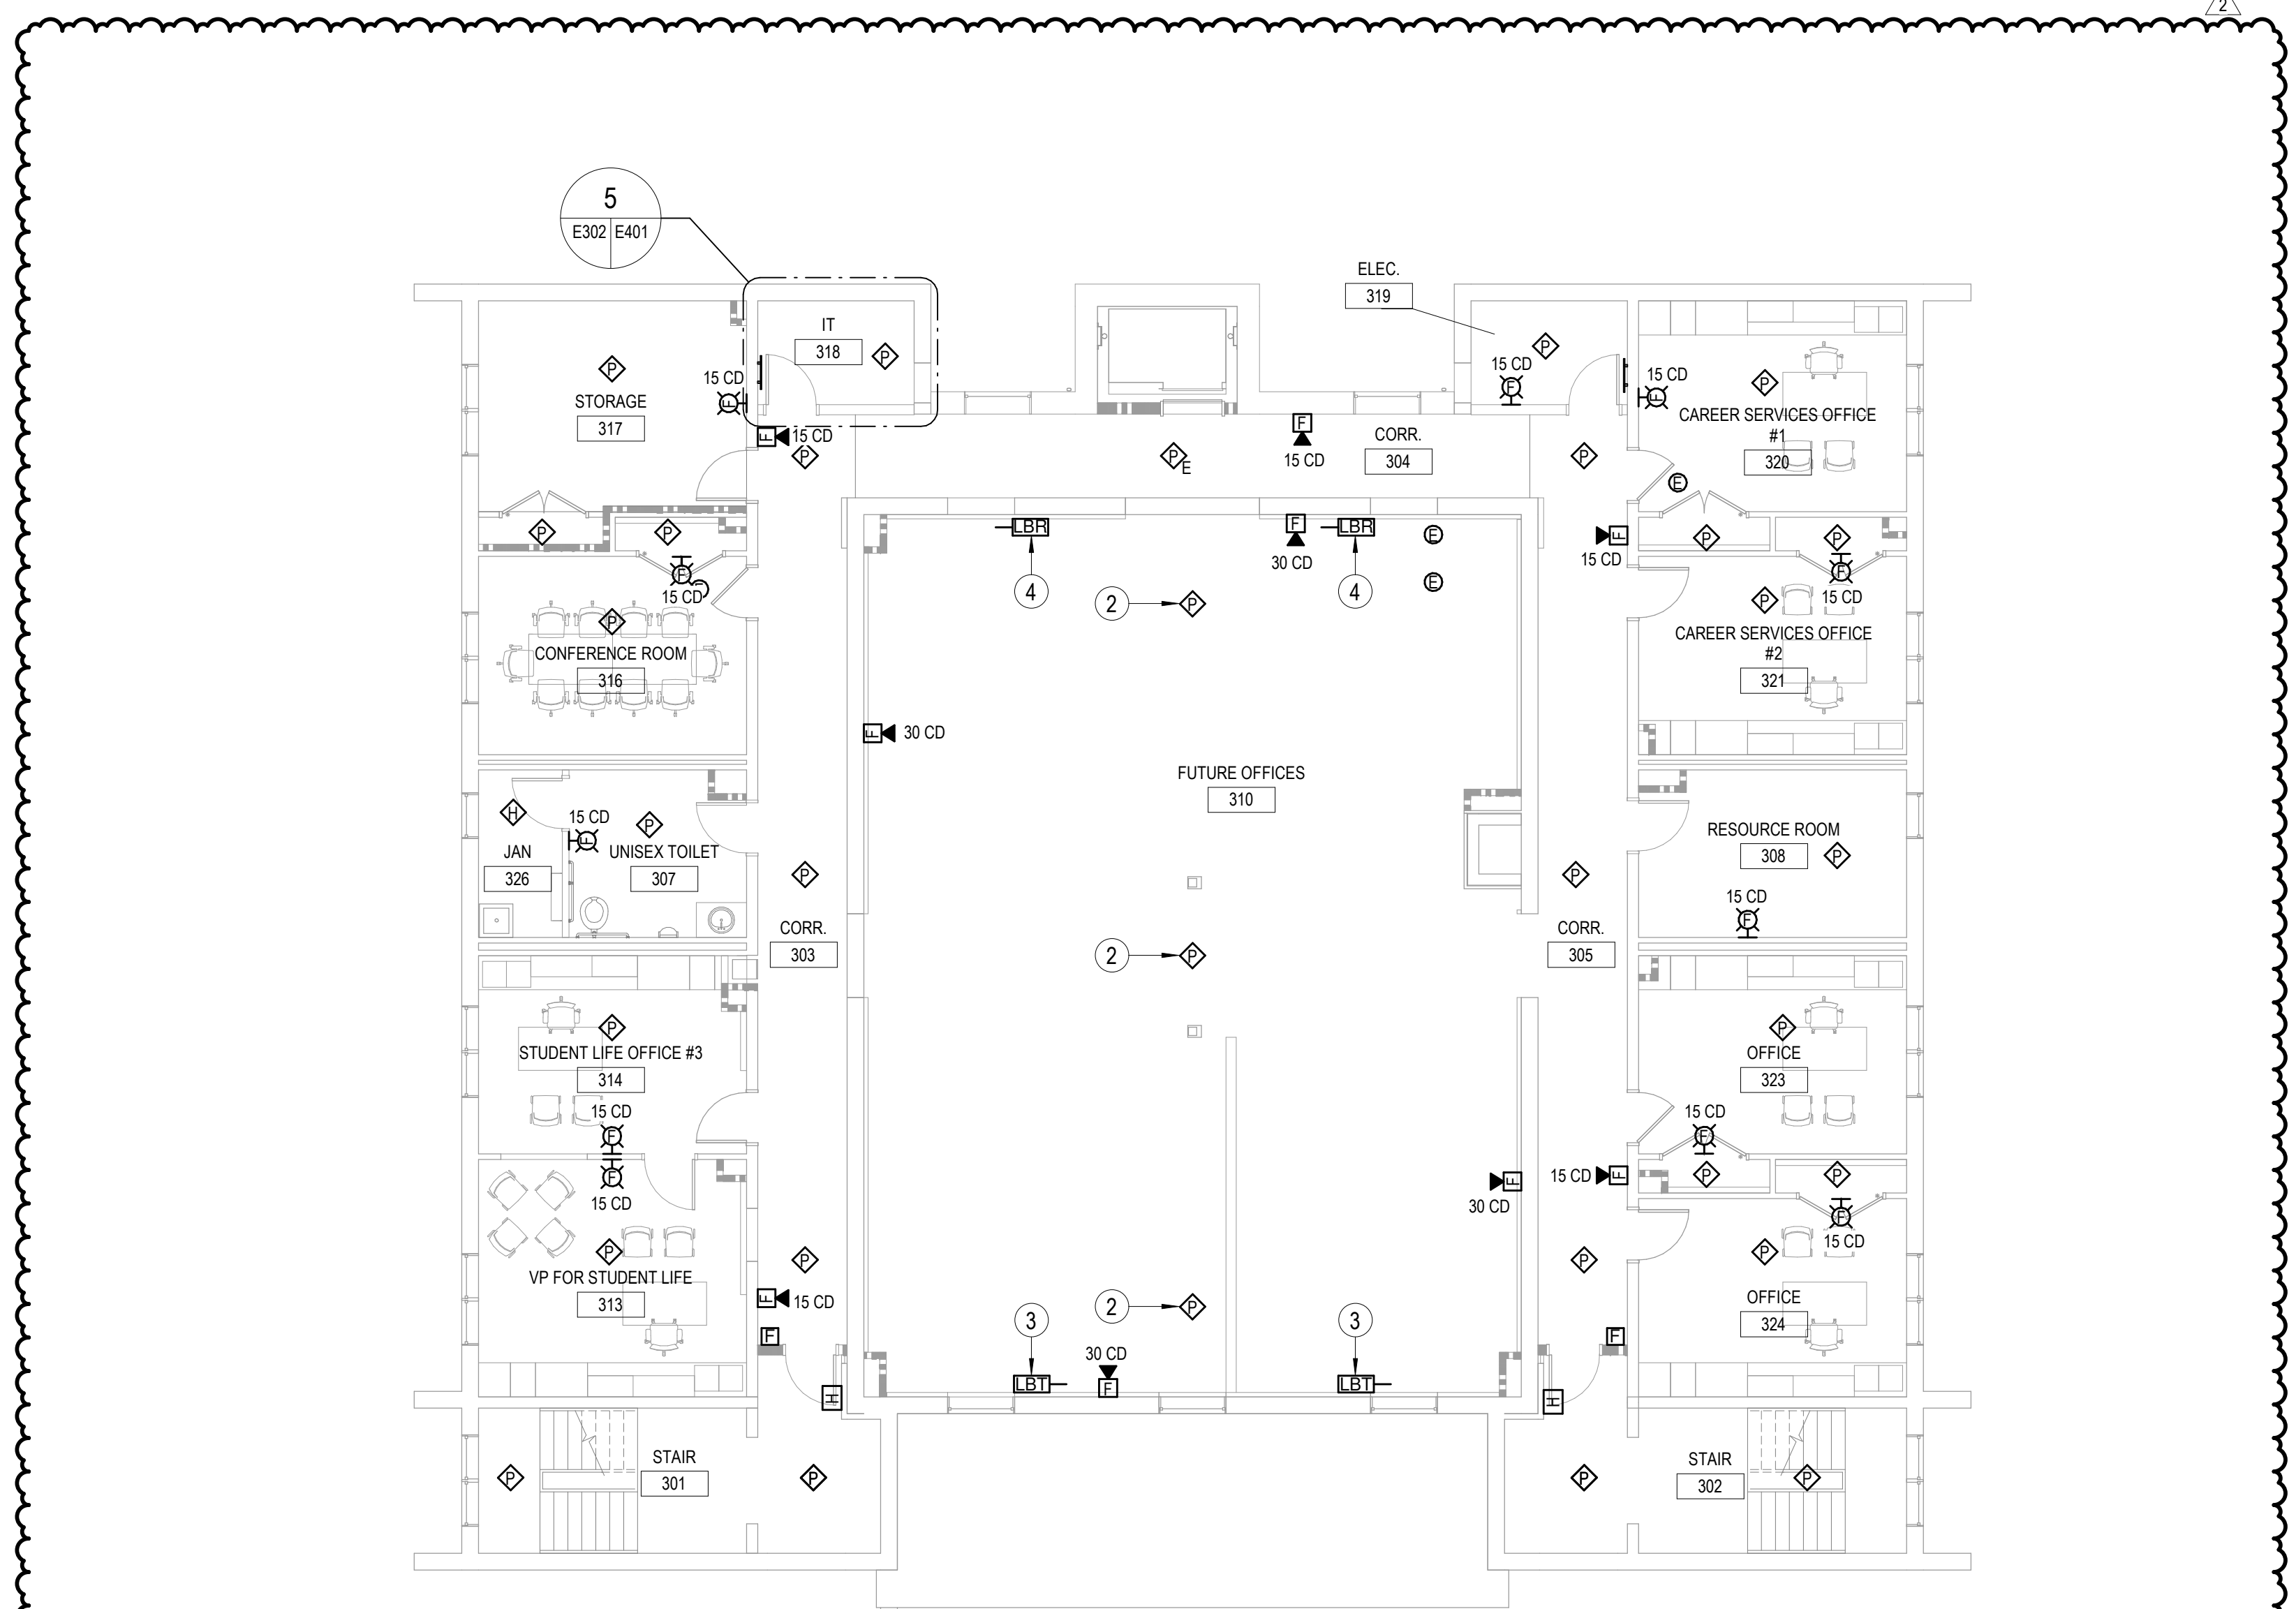 2
5
E302 E401
ELEC.
319
IT
318
P
P
P
15 CD
F
15 CD
F
15 CD
F
P
STORAGE
317
CAREER SERVICES OFFICE
#1
320
F 15 CD
P
P
E
F
15 CD
CORR.
304
P
E
P
P
LBR
F
30 CD
LBR
E
E
4
4
F
15 CD
P
P
F
15 CD
F
15 CD
2
P
P
P
CONFERENCE ROOM
316
CAREER SERVICES OFFICE
#2
321
F 30 CD
FUTURE OFFICES
310
H
15 CD
F
P
JAN
326
UNISEX TOILET
307
RESOURCE ROOM
308
P
P
P
15 CD
F
CORR.
303
2
P
CORR.
305
P
STUDENT LIFE OFFICE #3
314
P
OFFICE
323
15 CD
F
15 CD
F
F
15 CD
F
30 CD
15 CD F
P
P
F
15 CD
P
VP FOR STUDENT LIFE
313
P
P
P
OFFICE
324
F 15 CD
2
P
3
3
F
F
30 CD
LBT
F
LBT
H
H
STAIR
301
STAIR
302
P
P
P
P